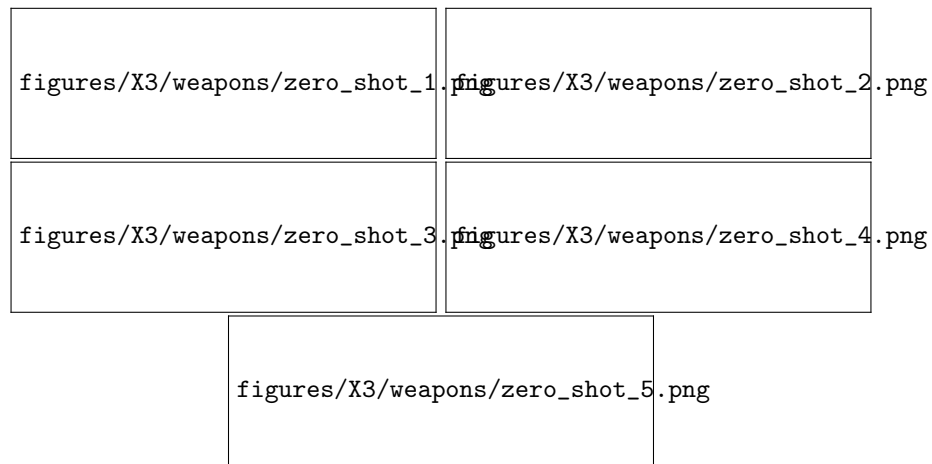 figures/X3/weapons/zero_shot_1.png figures/X3/weapons/zero_shot_2.png
figures/X3/weapons/zero_shot_3.png figures/X3/weapons/zero_shot_4.png
figures/X3/weapons/zero_shot_5.png